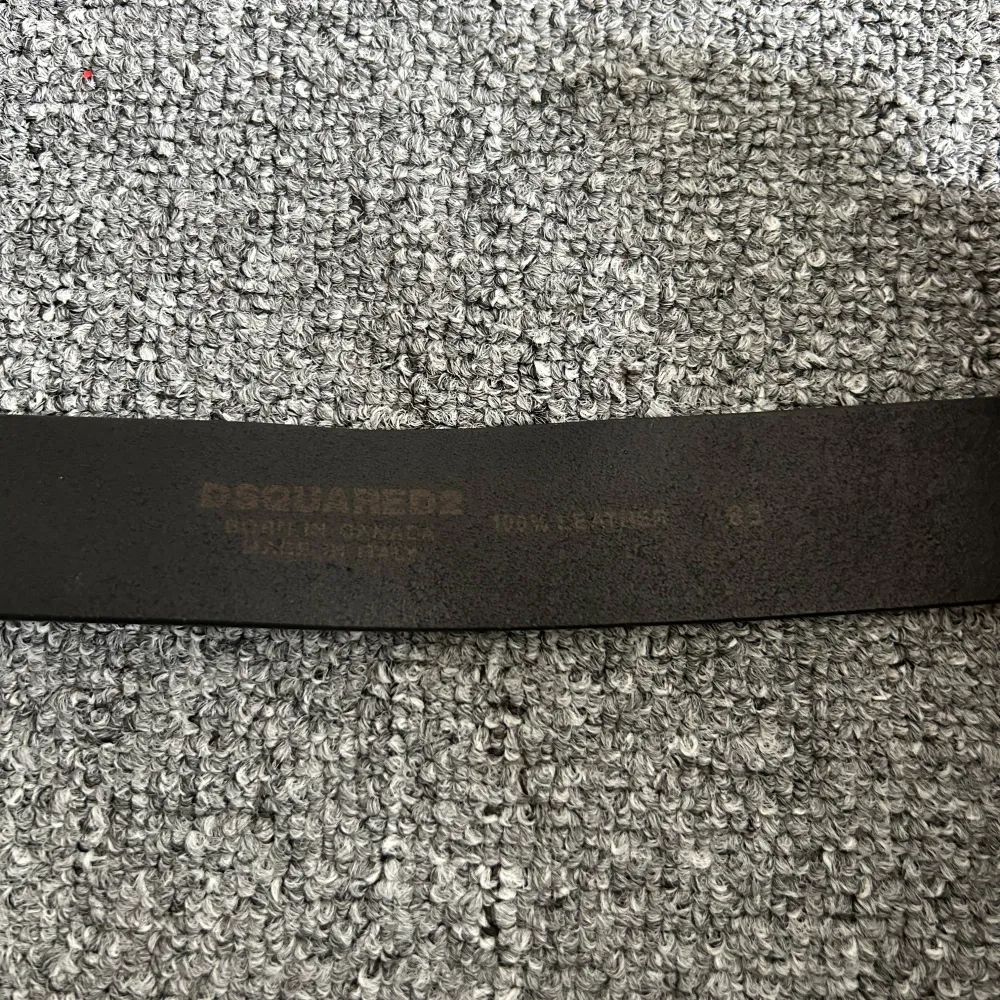 DSQUARED2
BORN IN CANADA
MADE IN ITALY
100% LEATHER
85